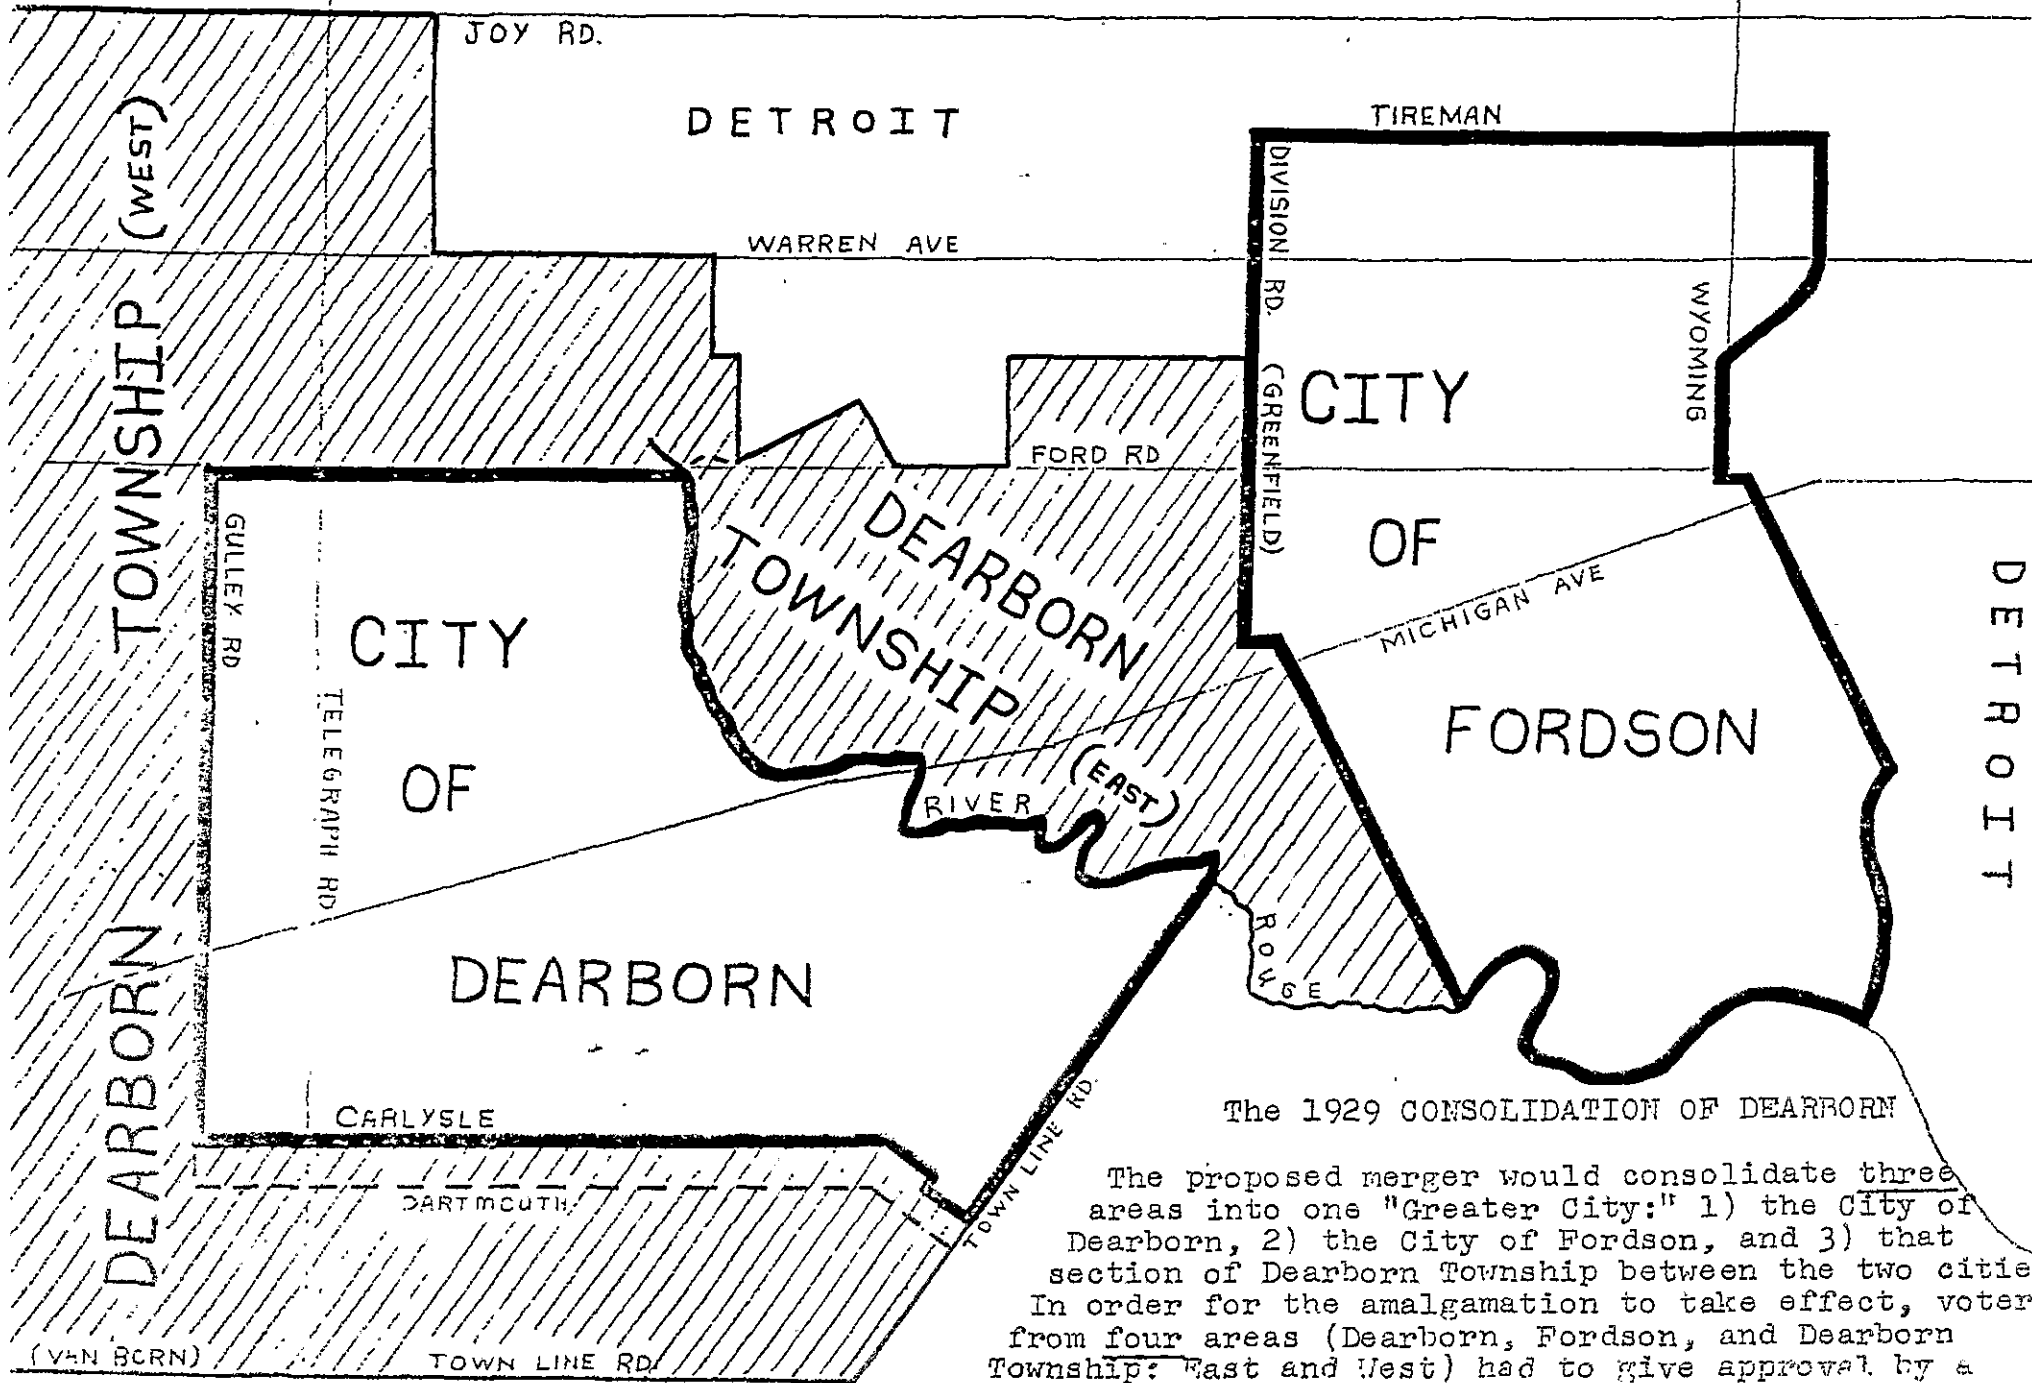 JOY RD.
DETROIT
TIREMAN
(WEST)
DIVISION RD.
WARREN AVE
WYOMING
TOWNSHIP
(GREENFIELD)
CITY
FORD RD
DEARBORN
TOWNSHIP
GULLEY RD
OF
MICHIGAN AVE
DETROIT
CITY
TELEGRAPH RD
FORDSON
OF
(EAST)
RIVER
ROUGE
DEARBORN
DEARBORN
CARLYSLE
TOWN LINE RD.
DARTMOUTH
(VAN BORN)
TOWN LINE RD.
The 1929 CONSOLIDATION OF DEARBORN
The proposed merger would consolidate three
areas into one "Greater City:" 1) the City of
Dearborn, 2) the City of Fordson, and 3) that
section of Dearborn Township between the two citie
In order for the amalgamation to take effect, voter
from four areas (Dearborn, Fordson, and Dearborn
Township: East and West) had to give approval by a